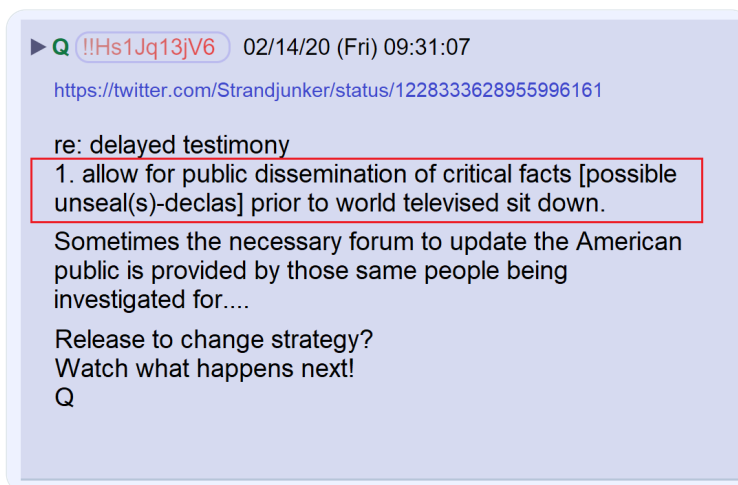 Q !!Hs1Jq13jV6 02/14/20 (Fri) 09:31:07
https://twitter.com/Strandjunker/status/1228333628955996161
re: delayed testimony
1. allow for public dissemination of critical facts [possible
unseal(s)-declas] prior to world televised sit down.
Sometimes the necessary forum to update the American
public is provided by those same people being
investigated for....
Release to change strategy?
Watch what happens next!
Q